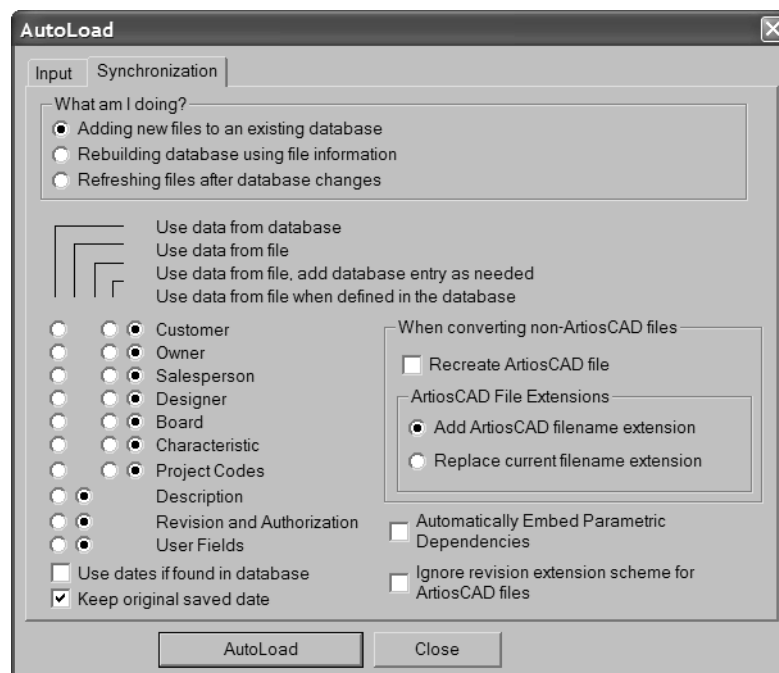 AutoLoad
Input
Synchronization
What am I doing?
Adding new files to an existing database
Rebuilding database using file information
Refreshing files after database changes
Use data from database
Use data from file
Use data from file, add database entry as needed
Use data from file when defined in the database
Customer
Owner
Salesperson
Designer
Board
Characteristic
Project Codes
Description
Revision and Authorization
User Fields
Use dates if found in database
Keep original saved date
When converting non-ArtiosCAD files
Recreate ArtiosCAD file
ArtiosCAD File Extensions
Add ArtiosCAD filename extension
Replace current filename extension
Automatically Embed Parametric
Dependencies
Ignore revision extension scheme for
ArtiosCAD files
AutoLoad
Close